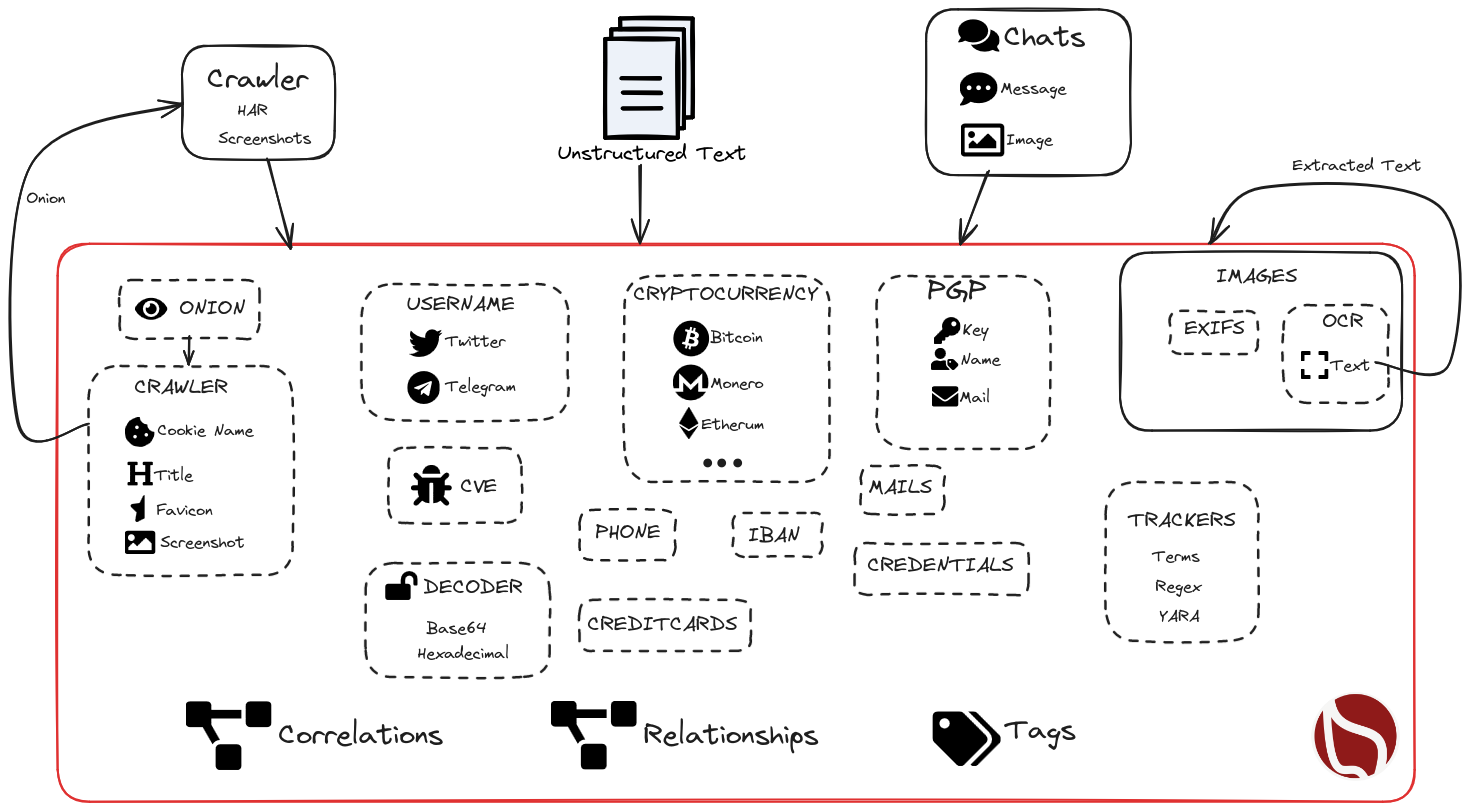 Crawler
HAR
Screenshots
Unstructured Text
Chats
Message
Image
Extracted Text
Onion
ONION
CRAWLER
Cookie Name
Title
Favicon
Screenshot
USERNAME
Twitter
Telegram
CVE
DECODER
Base64
Hexadecimal
CRYPTOCURRENCY
Bitcoin
Monero
Etherum
PHONE
IBAN
CREDITCARDS
PGP
Key
Name
Mail
MAILS
CREDENTIALS
IMAGES
EXIFS
OCR
Text
TRACKERS
Terms
Regex
YARA
Correlations
Relationships
Tags